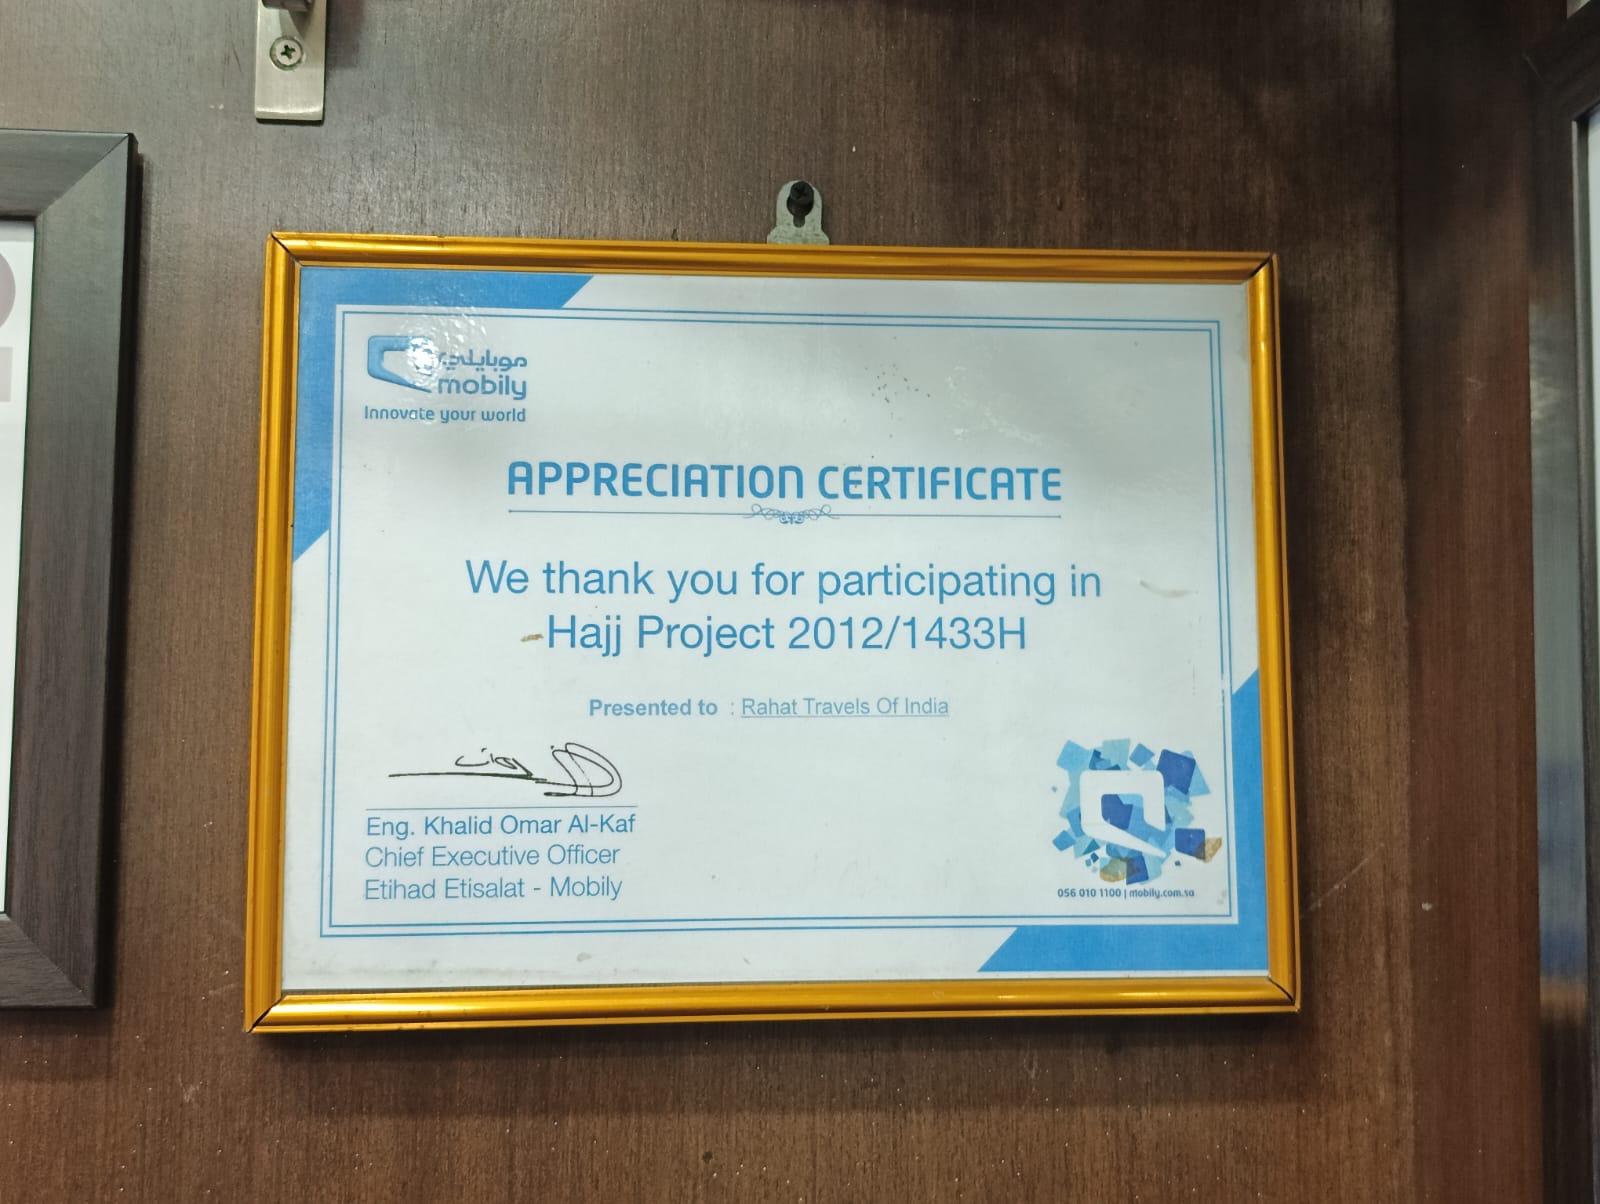 موبايلي
mobily
Innovate your world
APPRECIATION CERTIFICATE
We thank you for participating in
Hajj Project 2012/1433H
Presented to : Rahat Travels Of India
Eng. Khalid Omar Al-Kaf
Chief Executive Officer
Etihad Etisalat - Mobily
056 010 1100 | mobily.com.sa